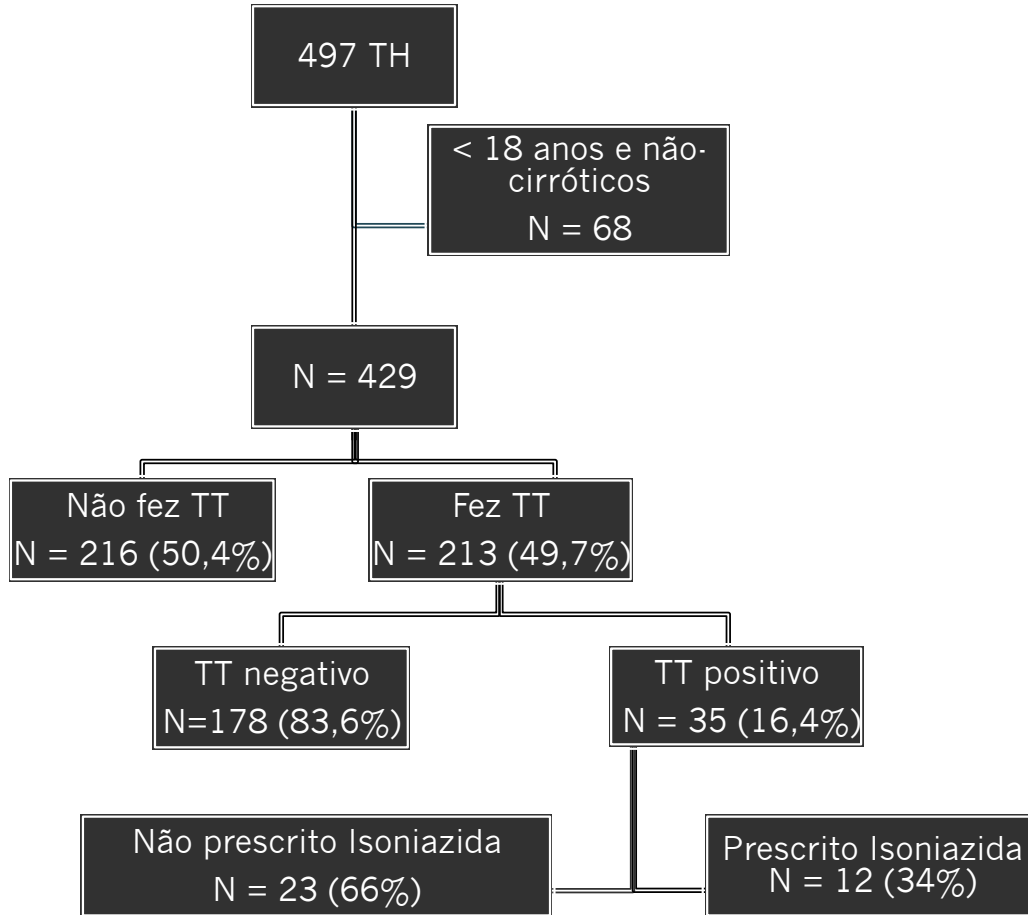 497 TH
< 18 anos e não-
cirróticos
N = 68
N = 429
Não fez TT
N = 216 (50,4%)
Fez TT
N = 213 (49,7%)
TT negativo
N=178 (83,6%)
TT positivo
N = 35 (16,4%)
Não prescrito Isoniazida
N = 23 (66%)
Prescrito Isoniazida
N = 12 (34%)